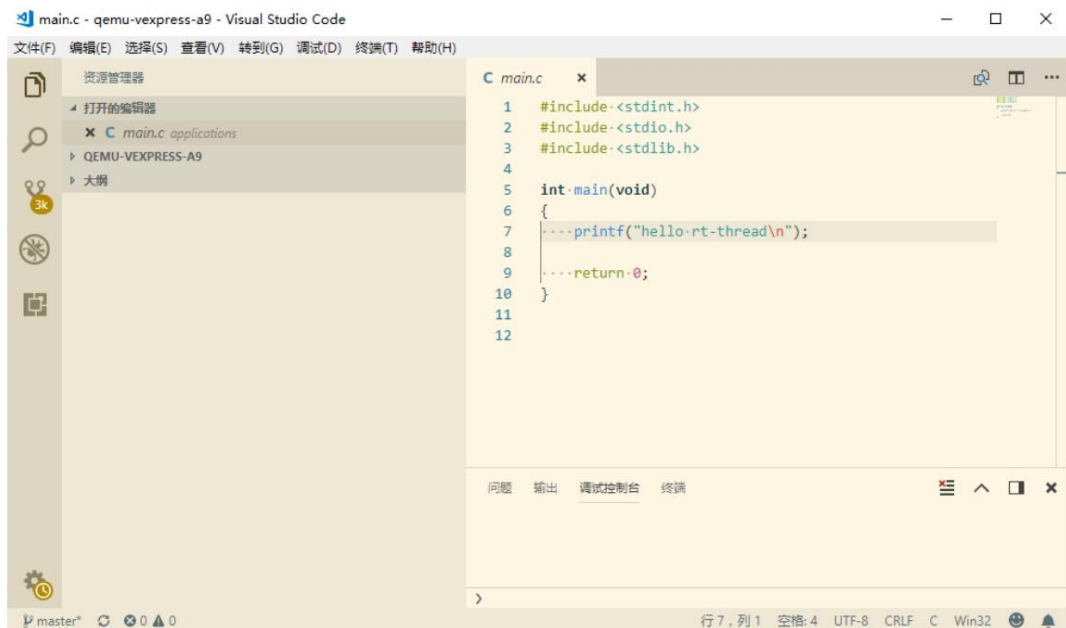 main.c - qemu-vexpress-a9 - Visual Studio Code
文件(F) 编辑(E) 选择(S) 查看(V) 转到(G) 调试(D) 终端(T) 帮助(H)
资源管理器
打开的编辑器
C main.c applications
QEMU-VEXPRESS-A9
大纲
3k
C main.c
1 #include <stdint.h>
2 #include <stdio.h>
3 #include <stdlib.h>
4
5 int main(void)
6 {
7 ····printf("hello·rt-thread\n");
8
9 ····return·0;
10 }
11
12
问题 输出 调试控制台 终端
master* 0 0
行 7，列 1 空格: 4 UTF-8 CRLF C Win32